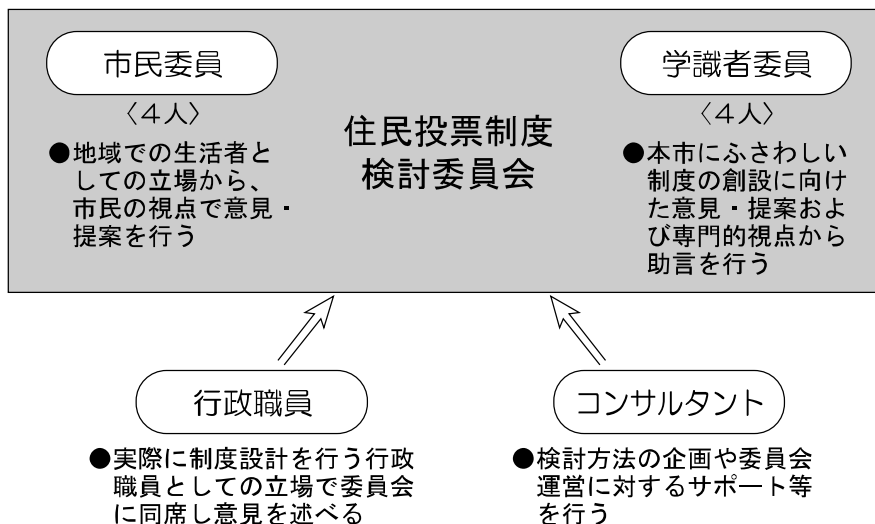 市民委員
〈4人〉
●地域での生活者と
しての立場から、
市民の視点で意見・
提案を行う
住民投票制度
検討委員会
学識者委員
〈4人〉
●本市にふさわしい
制度の創設に向け
た意見・提案およ
び専門的視点から
助言を行う
行政職員
●実際に制度設計を行う行政
職員としての立場で委員会
に同席し意見を述べる
コンサルタント
●検討方法の企画や委員会
運営に対するサポート等
を行う